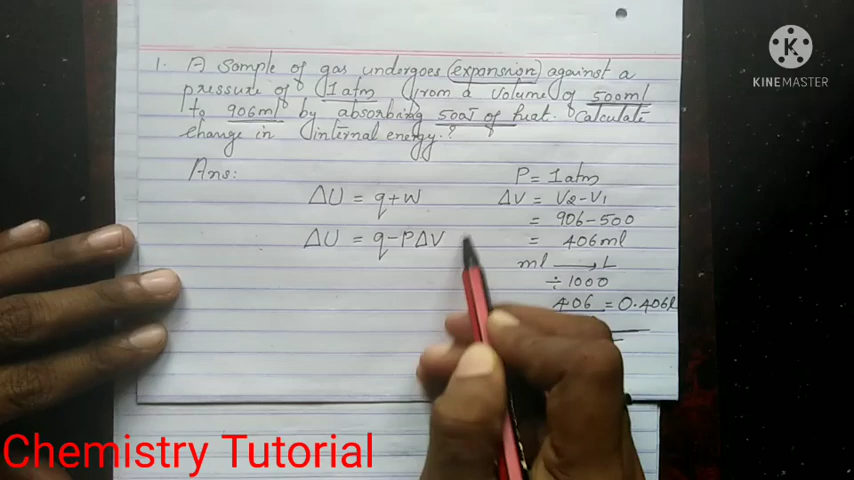 K
KINEMASTER
1. A sample of gas undergoes (expansion) against a
pressure of 1atm from a volume of 500ml
to 906ml by absorbing 500J of heat. Calculate
change in internal energy.?
Ans:
P = 1atm
ΔU = q+w
ΔV = V2-V1
= 906-500
ΔU = q-PΔV
= 406ml
ml → L
÷1000
406 = 0.406L
Chemistry Tutorial